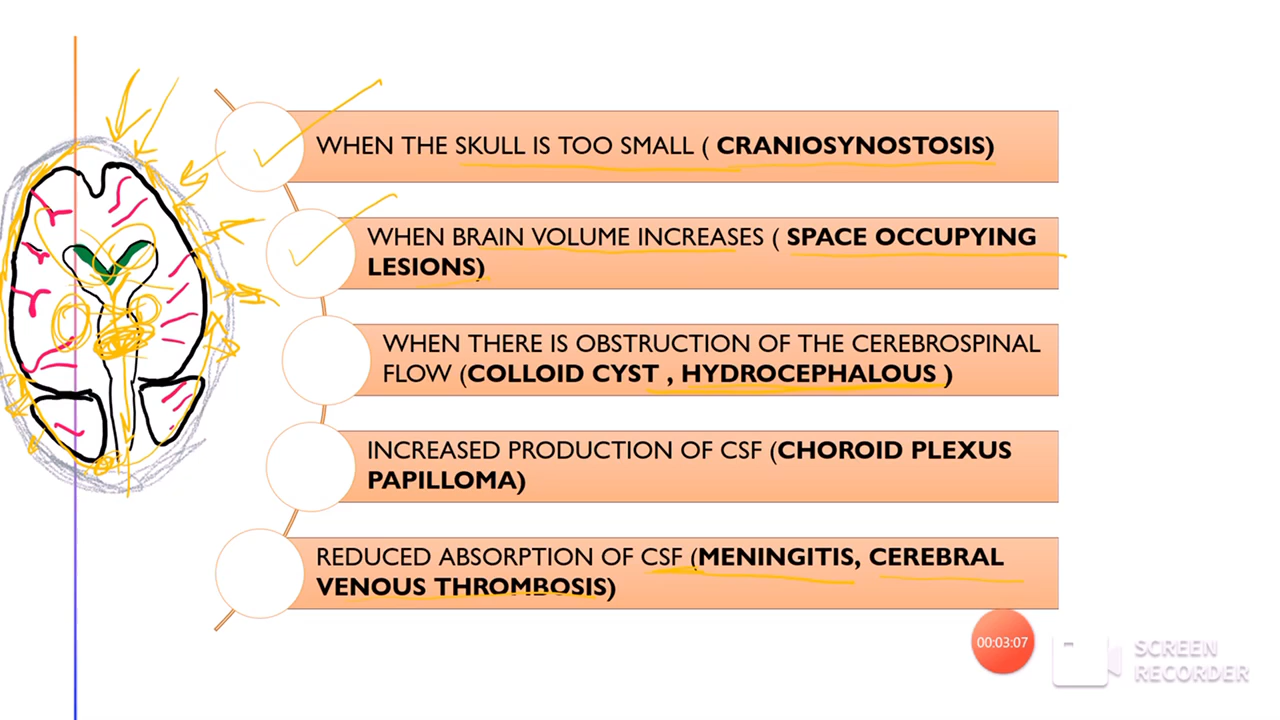 WHEN THE SKULL IS TOO SMALL ( CRANIOSYNOSTOSIS)
WHEN BRAIN VOLUME INCREASES ( SPACE OCCUPYING
LESIONS)
WHEN THERE IS OBSTRUCTION OF THE CEREBROSPINAL
FLOW (COLLOID CYST , HYDROCEPHALOUS )
INCREASED PRODUCTION OF CSF (CHOROID PLEXUS
PAPILLOMA)
REDUCED ABSORPTION OF CSF (MENINGITIS, CEREBRAL
VENOUS THROMBOSIS)
00:03:07
SCREEN
RECORDER